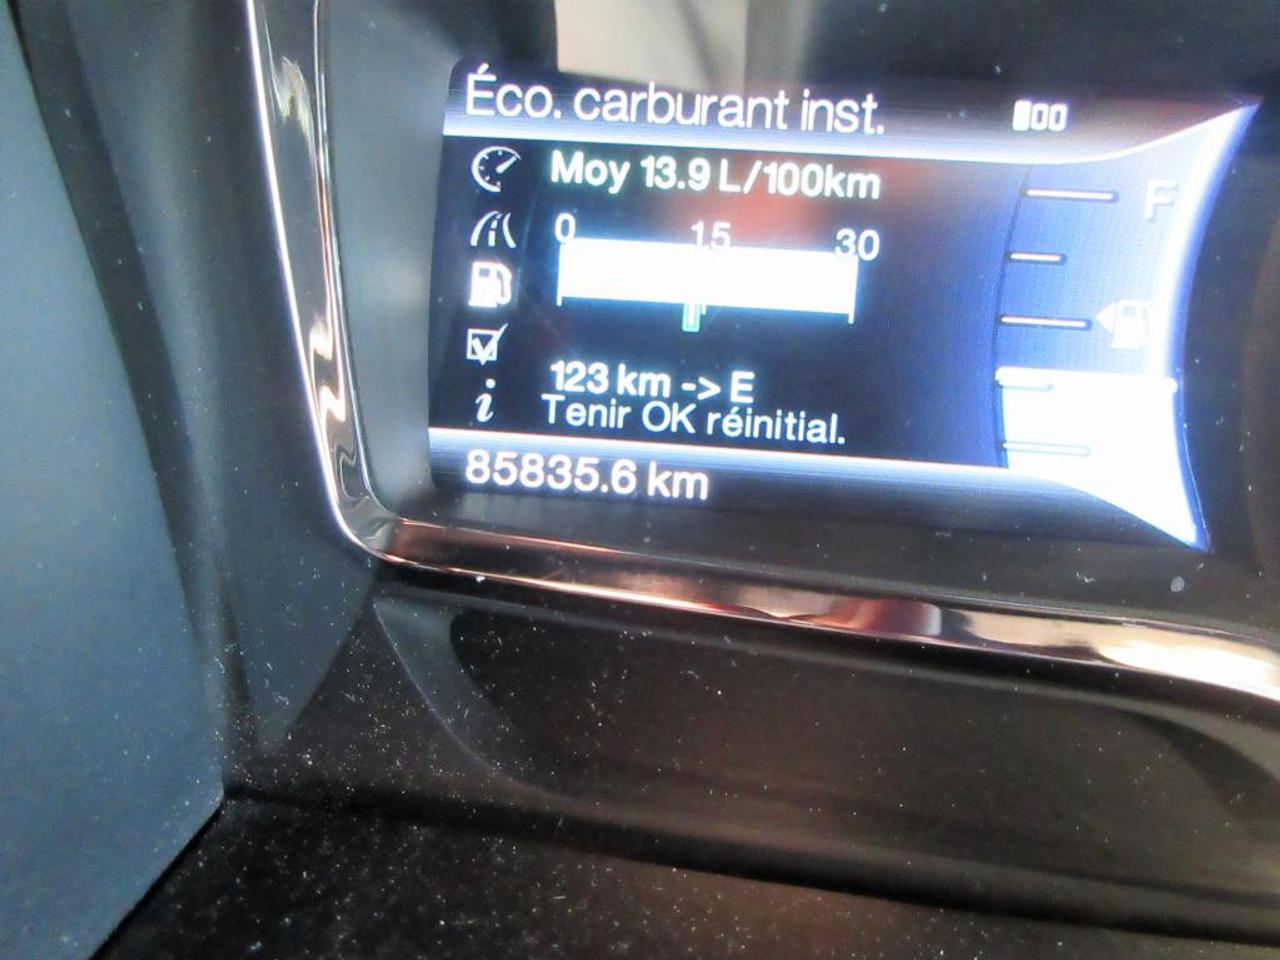 Éco. carburant inst.
Moy 13.9 L/100km
0 15 30
123 km -> E
Tenir OK réinitial.
85835.6 km
F